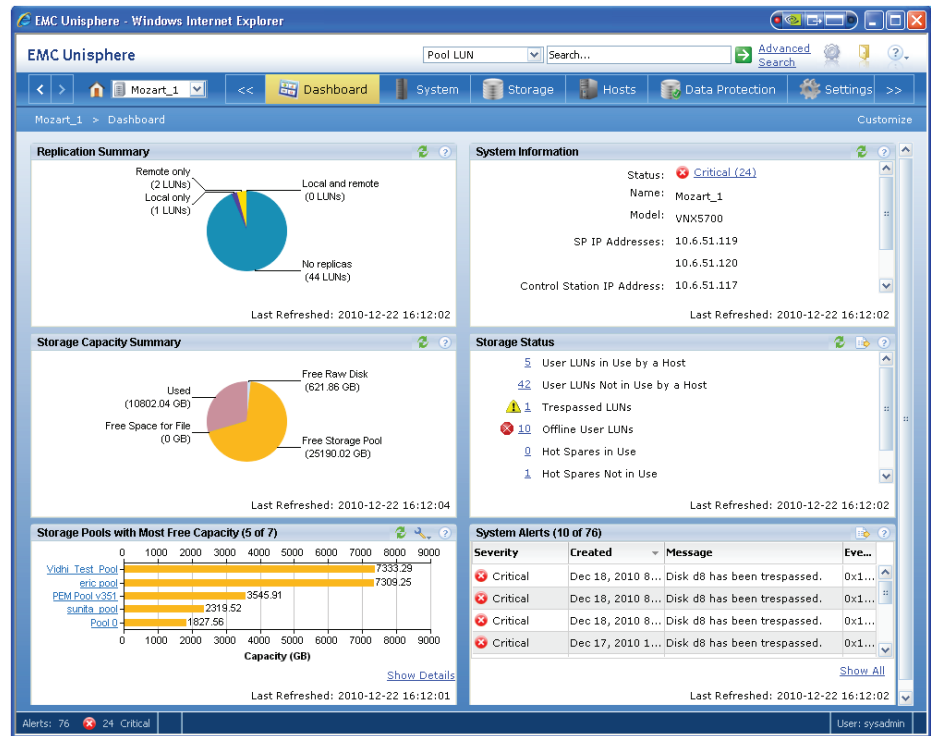 EMC Unisphere - Windows Internet Explorer
EMC Unisphere
Pool LUN
Search...
Advanced
Search
Mozart_1
<<
Dashboard
System
Storage
Hosts
Data Protection
Settings
>>
Mozart_1 > Dashboard
Customize
Replication Summary
Remote only
(2 LUNs)
Local only
(1 LUNs)
Local and remote
(0 LUNs)
No replicas
(44 LUNs)
Last Refreshed: 2010-12-22 16:12:02
System Information
Status: Critical (24)
Name: Mozart_1
Model: VNX5700
SP IP Addresses: 10.6.51.119
10.6.51.120
Control Station IP Address: 10.6.51.117
Last Refreshed: 2010-12-22 16:12:02
Storage Capacity Summary
Free Raw Disk
(621.86 GB)
Used
(10802.04 GB)
Free Space for File
(0 GB)
Free Storage Pool
(25190.02 GB)
Last Refreshed: 2010-12-22 16:12:04
Storage Status
5 User LUNs in Use by a Host
42 User LUNs Not in Use by a Host
1 Trespassed LUNs
10 Offline User LUNs
0 Hot Spares in Use
1 Hot Spares Not in Use
Last Refreshed: 2010-12-22 16:12:02
Storage Pools with Most Free Capacity (5 of 7)
0 1000 2000 3000 4000 5000 6000 7000 8000 9000
Vidhi_Test_Pool 7333.29
eric pool 7309.25
PEM Pool v351 3545.91
sunita_pool 2319.52
Pool 0 1827.56
0 1000 2000 3000 4000 5000 6000 7000 8000 9000
Capacity (GB)
Show Details
Last Refreshed: 2010-12-22 16:12:01
System Alerts (10 of 76)
Severity Created Message Eve...
Critical Dec 18, 2010 8... Disk d8 has been trespassed. 0x1...
Critical Dec 18, 2010 8... Disk d8 has been trespassed. 0x1...
Critical Dec 18, 2010 8... Disk d8 has been trespassed. 0x1...
Critical Dec 17, 2010 1... Disk d8 has been trespassed. 0x1...
Show All
Last Refreshed: 2010-12-22 16:12:02
Alerts: 76 24 Critical
User: sysadmin